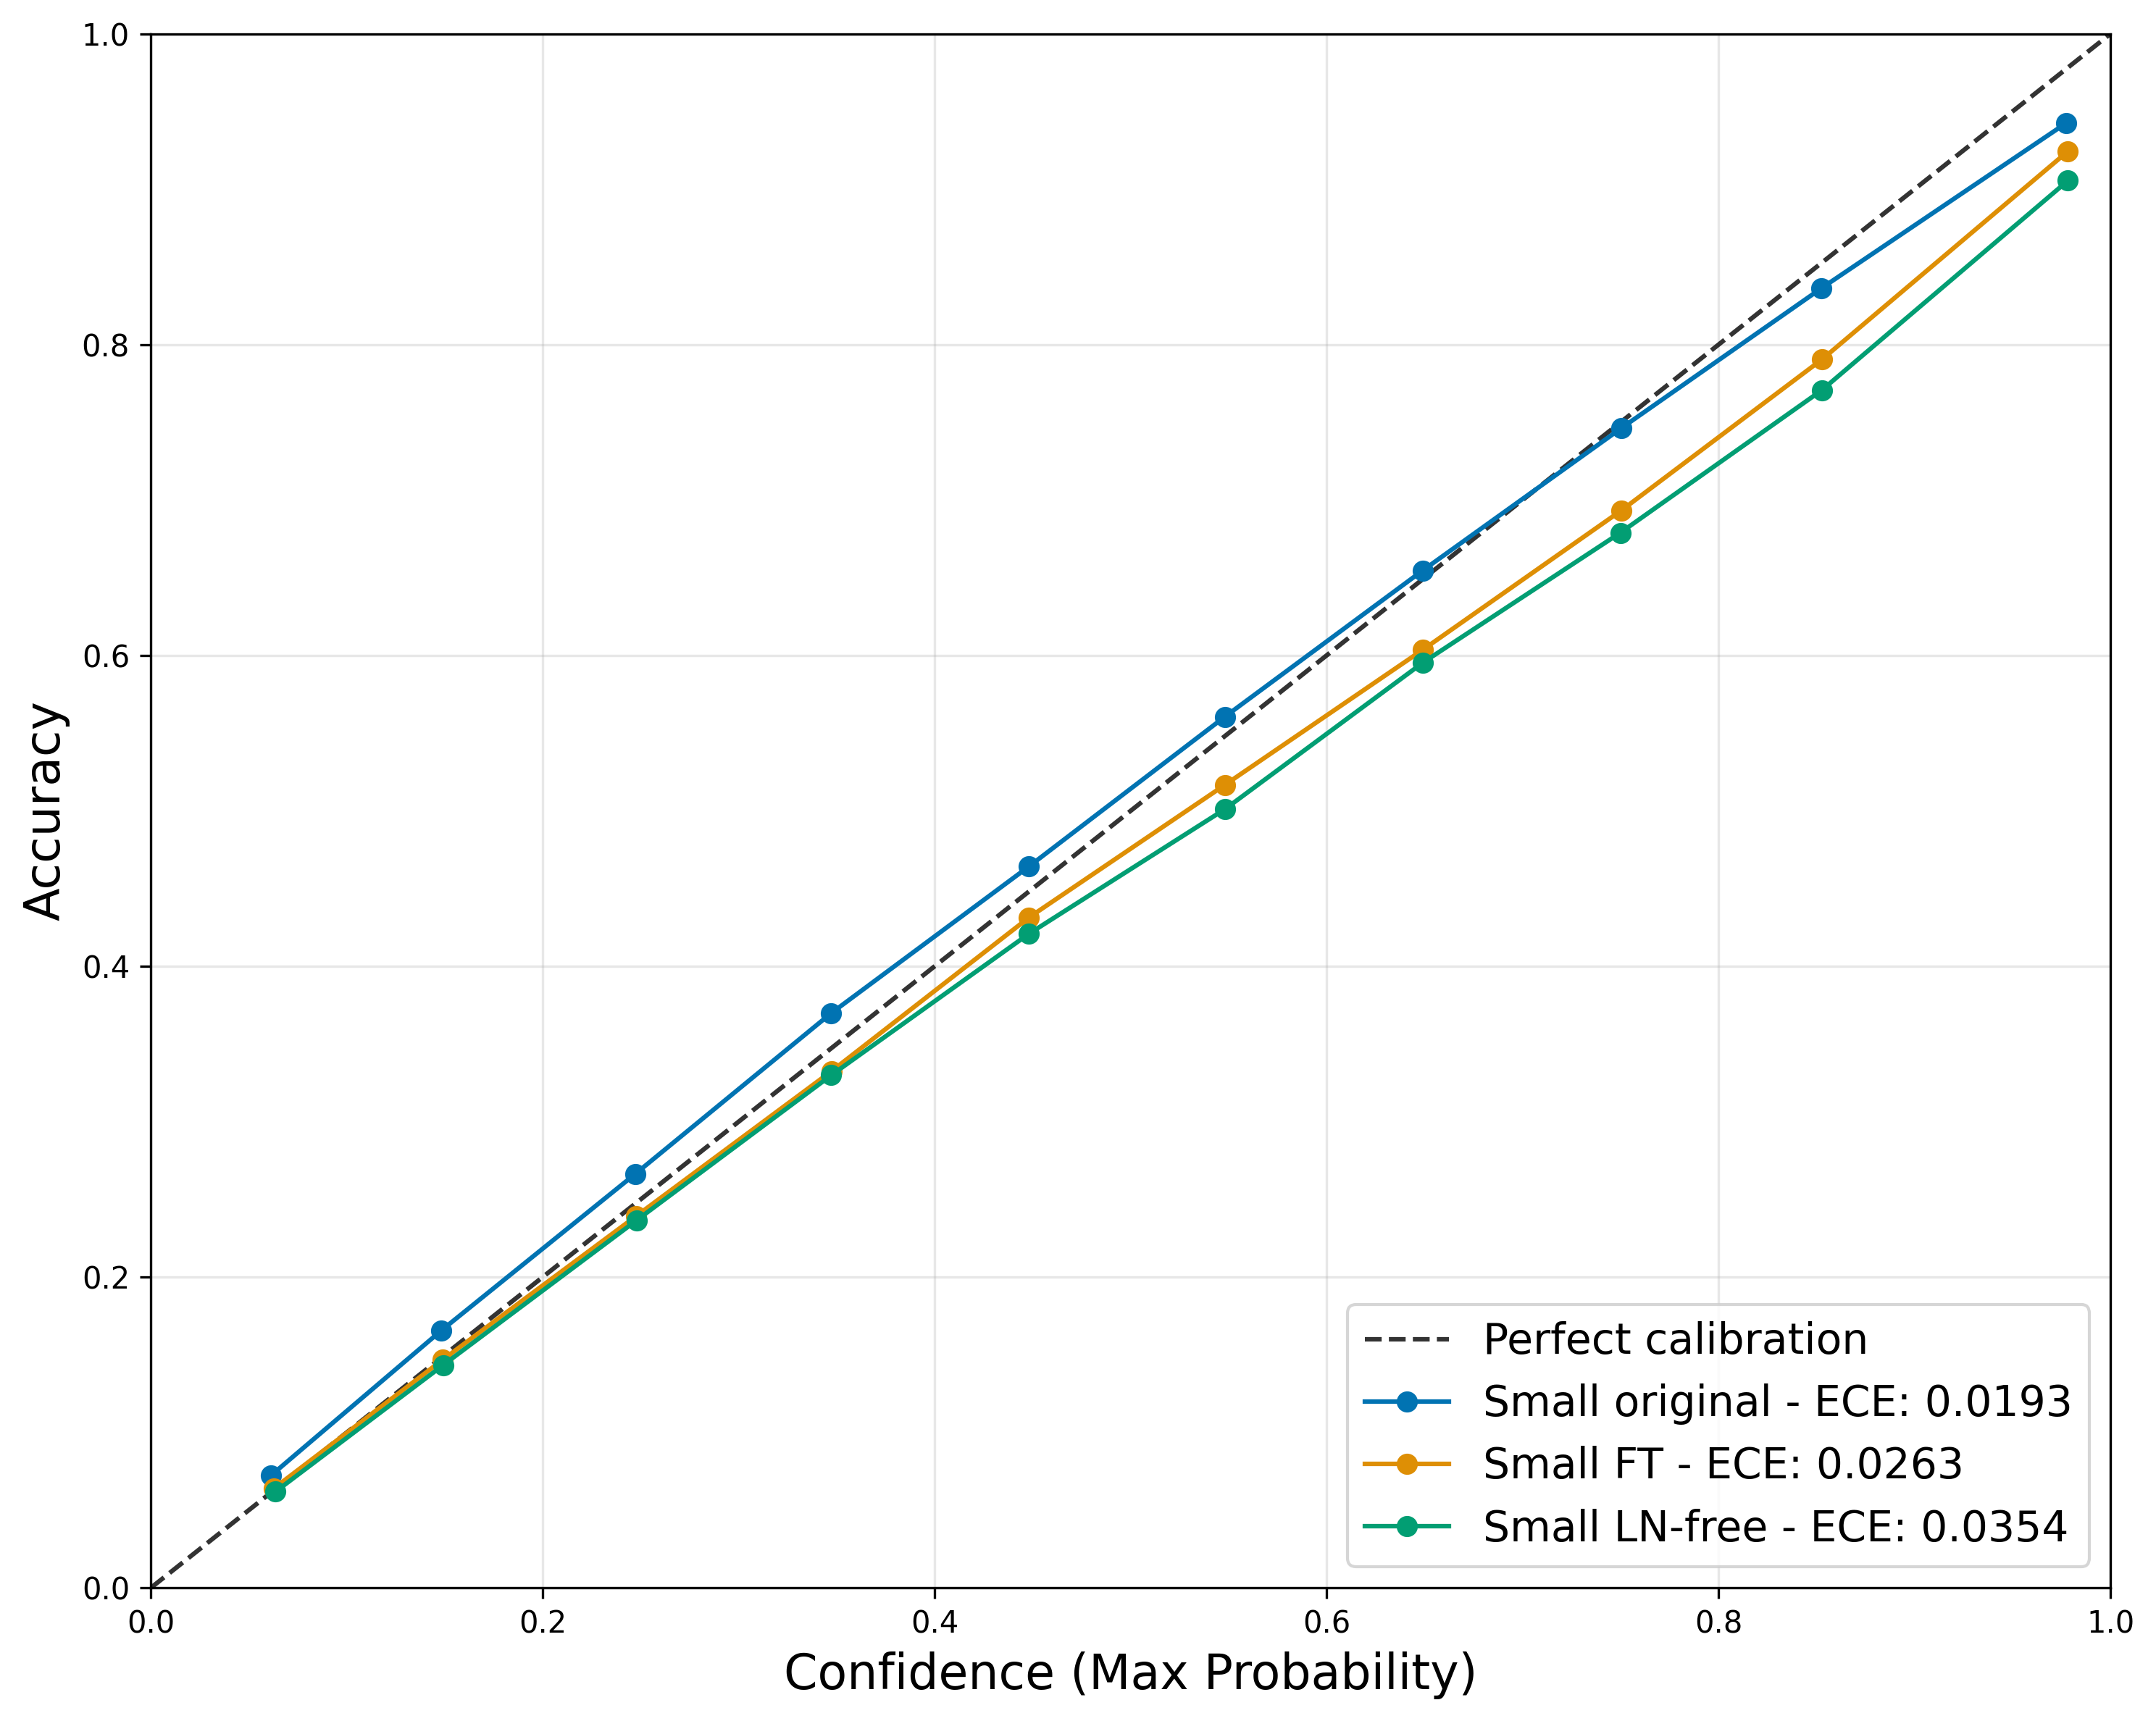 1.0
0.8
0.6
0.4
0.2
0.0
Accuracy
0.0 0.2 0.4 0.6 0.8 1.0
Confidence (Max Probability)
Perfect calibration
Small original - ECE: 0.0193
Small FT - ECE: 0.0263
Small LN-free - ECE: 0.0354